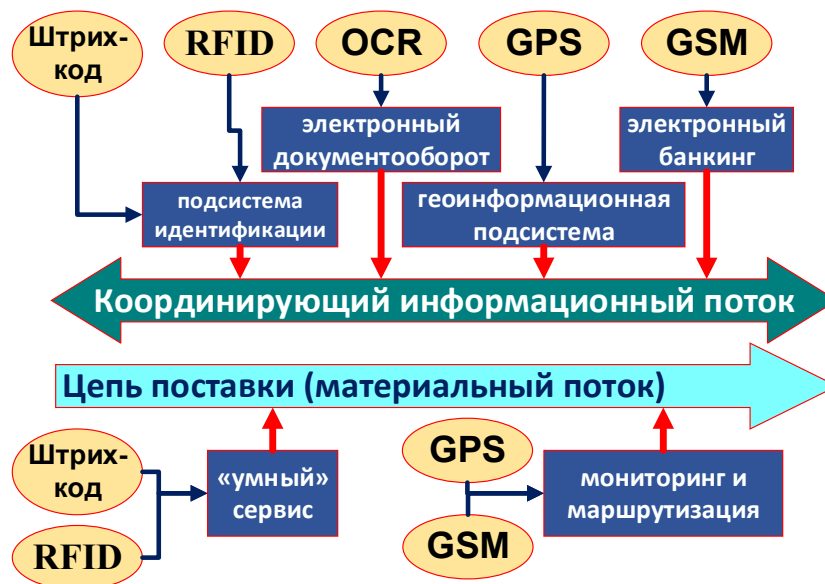 Штрих-
код
RFID
OCR
GPS
GSM
электронный
документооборот
электронный
банкинг
подсистема
идентификации
геоинформационная
подсистема
Координирующий информационный поток
Цепь поставки (материальный поток)
Штрих-
код
RFID
«умный»
сервис
GPS
GSM
мониторинг и
маршрутизация